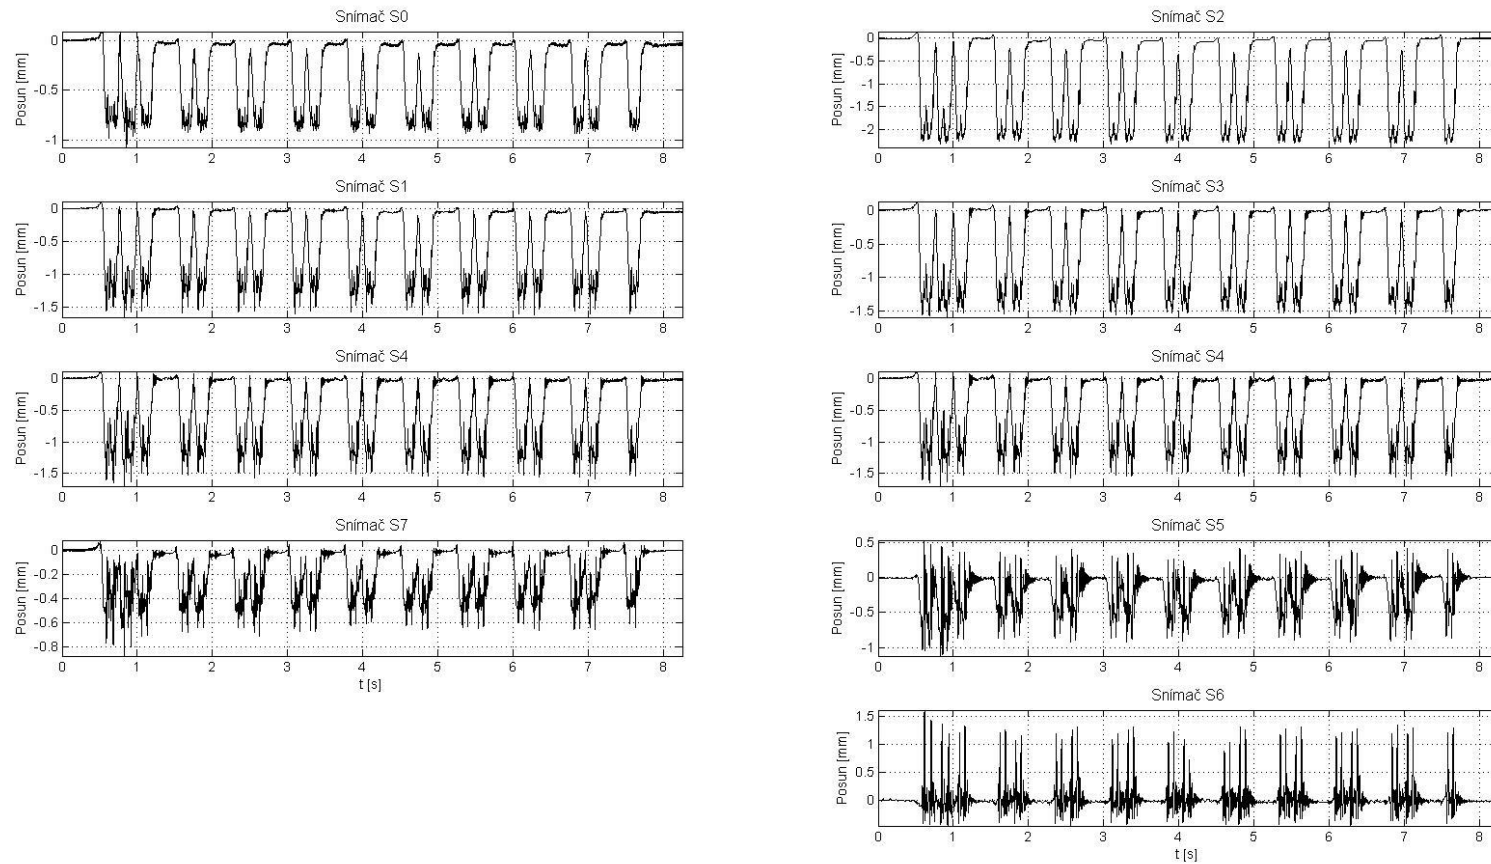 Snímač S0
0
-0.5
-1
Posun [mm]
0 1 2 3 4 5 6 7 8
Snímač S1
0
-0.5
-1
-1.5
Posun [mm]
0 1 2 3 4 5 6 7 8
Snímač S4
0
-0.5
-1
-1.5
Posun [mm]
0 1 2 3 4 5 6 7 8
Snímač S7
0
-0.2
-0.4
-0.6
-0.8
Posun [mm]
0 1 2 3 4 5 6 7 8
t [s]
Snímač S2
0
-0.5
-1
-1.5
-2
Posun [mm]
0 1 2 3 4 5 6 7 8
Snímač S3
0
-0.5
-1
-1.5
Posun [mm]
0 1 2 3 4 5 6 7 8
Snímač S4
0
-0.5
-1
-1.5
Posun [mm]
0 1 2 3 4 5 6 7 8
Snímač S5
0.5
0
-0.5
-1
Posun [mm]
0 1 2 3 4 5 6 7 8
Snímač S6
1.5
1
0.5
0
Posun [mm]
0 1 2 3 4 5 6 7 8
t [s]